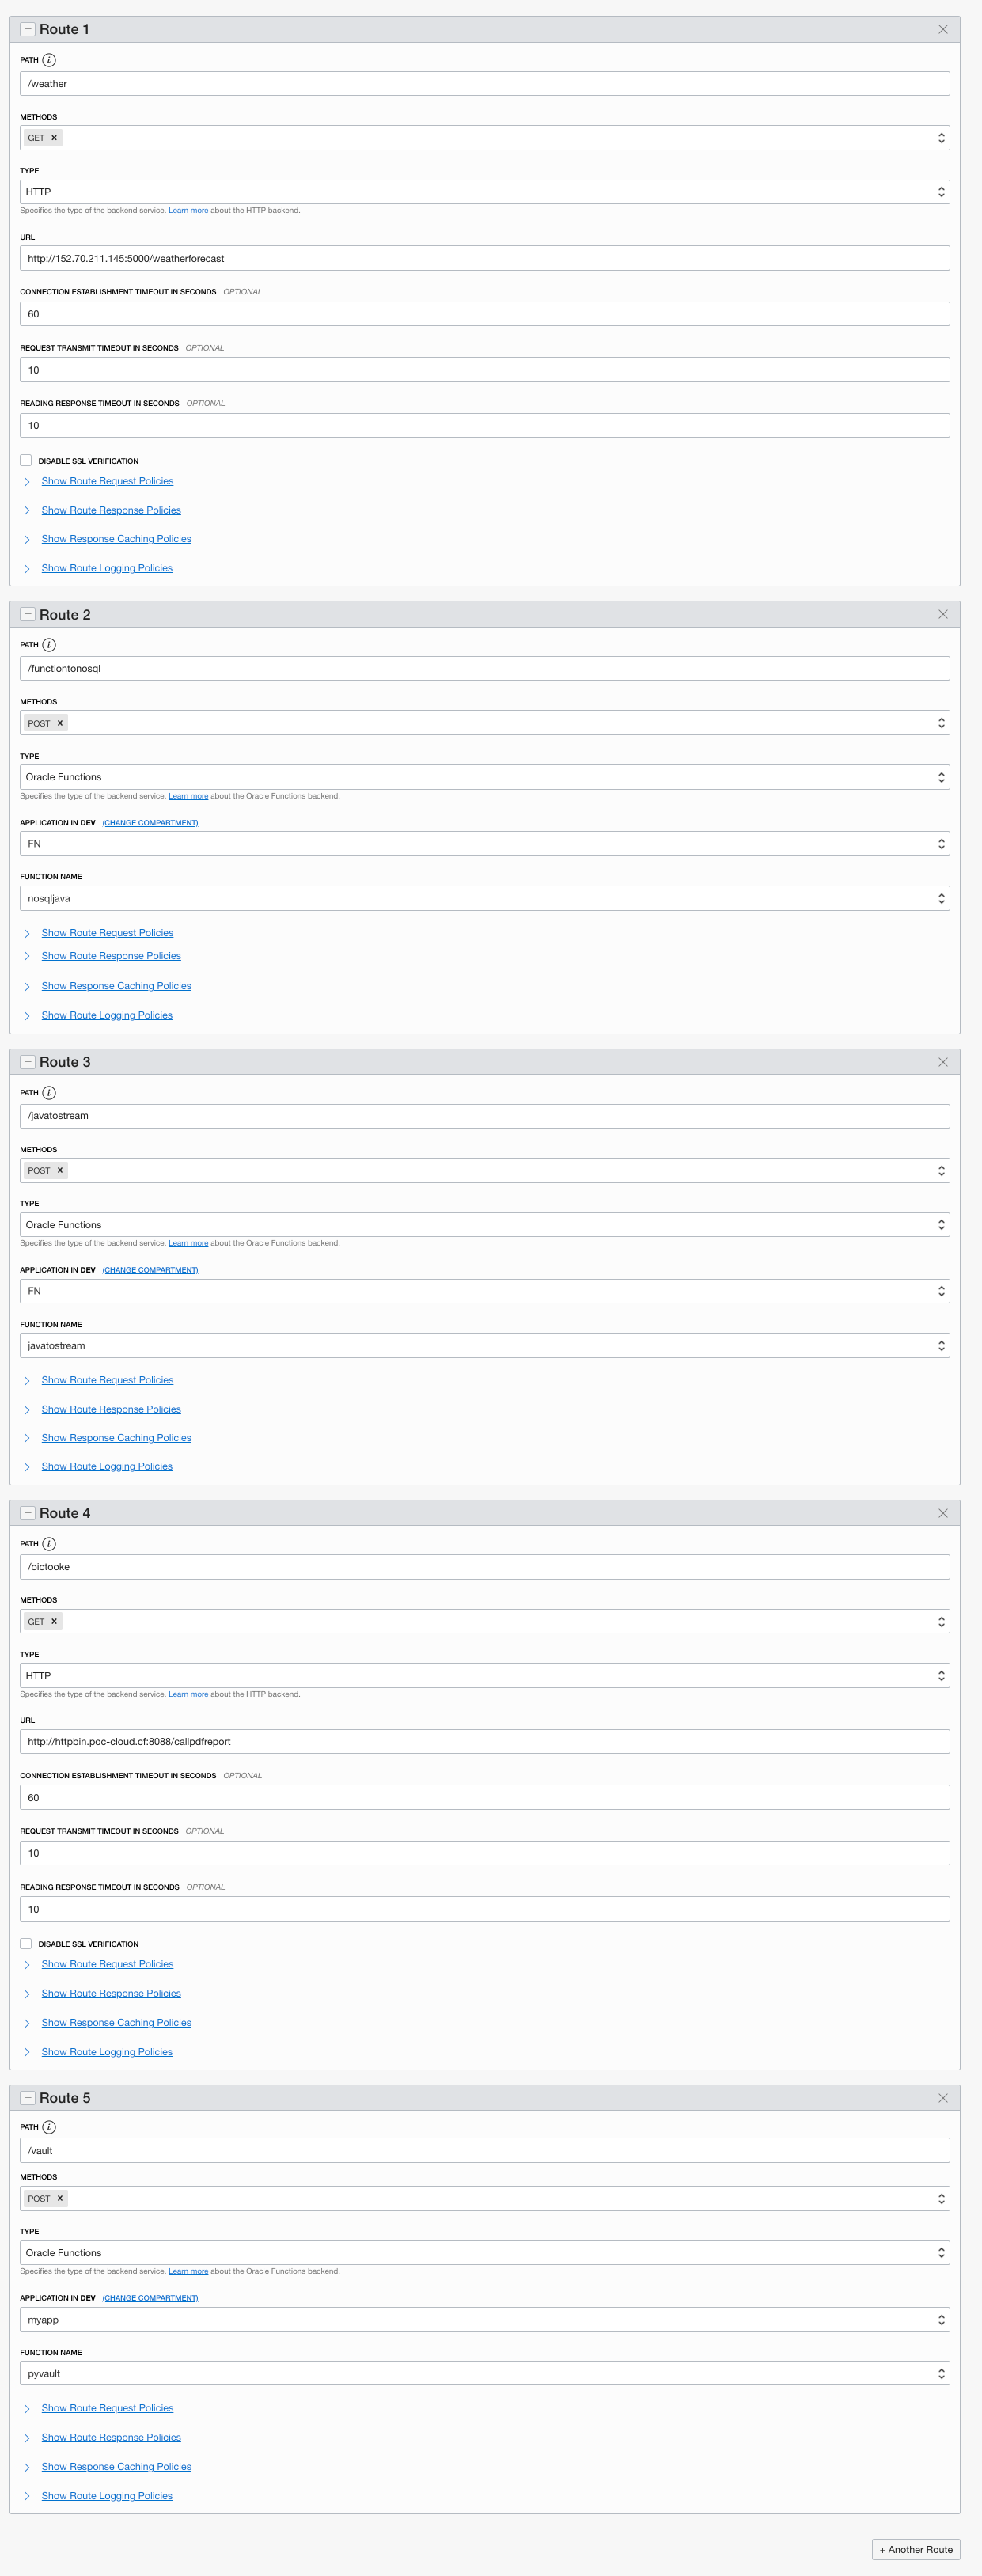 Route 1
PATH i
/weather
METHODS
GET x
TYPE
HTTP
Specifies the type of the backend service. Learn more about the HTTP backend.
URL
http://152.70.211.145:5000/weatherforecast
CONNECTION ESTABLISHMENT TIMEOUT IN SECONDS OPTIONAL
60
REQUEST TRANSMIT TIMEOUT IN SECONDS OPTIONAL
10
READING RESPONSE TIMEOUT IN SECONDS OPTIONAL
10
DISABLE SSL VERIFICATION
Show Route Request Policies
Show Route Response Policies
Show Response Caching Policies
Show Route Logging Policies
Route 2
PATH i
/functiontonosql
METHODS
POST x
TYPE
Oracle Functions
Specifies the type of the backend service. Learn more about the Oracle Functions backend.
APPLICATION IN DEV (CHANGE COMPARTMENT)
FN
FUNCTION NAME
nosqljava
Show Route Request Policies
Show Route Response Policies
Show Response Caching Policies
Show Route Logging Policies
Route 3
PATH i
/javatostream
METHODS
POST x
TYPE
Oracle Functions
Specifies the type of the backend service. Learn more about the Oracle Functions backend.
APPLICATION IN DEV (CHANGE COMPARTMENT)
FN
FUNCTION NAME
javatostream
Show Route Request Policies
Show Route Response Policies
Show Response Caching Policies
Show Route Logging Policies
Route 4
PATH i
/oictooke
METHODS
GET x
TYPE
HTTP
Specifies the type of the backend service. Learn more about the HTTP backend.
URL
http://httpbin.poc-cloud.cf:8088/callpdfreport
CONNECTION ESTABLISHMENT TIMEOUT IN SECONDS OPTIONAL
60
REQUEST TRANSMIT TIMEOUT IN SECONDS OPTIONAL
10
READING RESPONSE TIMEOUT IN SECONDS OPTIONAL
10
DISABLE SSL VERIFICATION
Show Route Request Policies
Show Route Response Policies
Show Response Caching Policies
Show Route Logging Policies
Route 5
PATH i
/vault
METHODS
POST x
TYPE
Oracle Functions
Specifies the type of the backend service. Learn more about the Oracle Functions backend.
APPLICATION IN DEV (CHANGE COMPARTMENT)
myapp
FUNCTION NAME
pyvault
Show Route Request Policies
Show Route Response Policies
Show Response Caching Policies
Show Route Logging Policies
+ Another Route